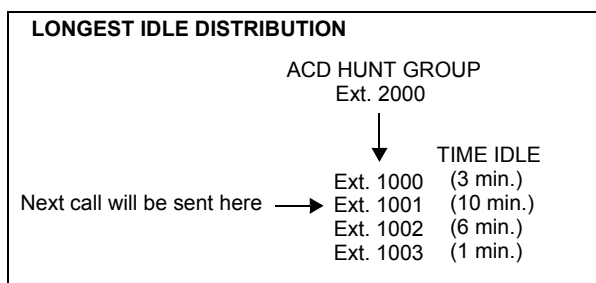 LONGEST IDLE DISTRIBUTION
ACD HUNT GROUP
Ext. 2000
TIME IDLE
Ext. 1000 (3 min.)
Next call will be sent here Ext. 1001 (10 min.)
Ext. 1002 (6 min.)
Ext. 1003 (1 min.)